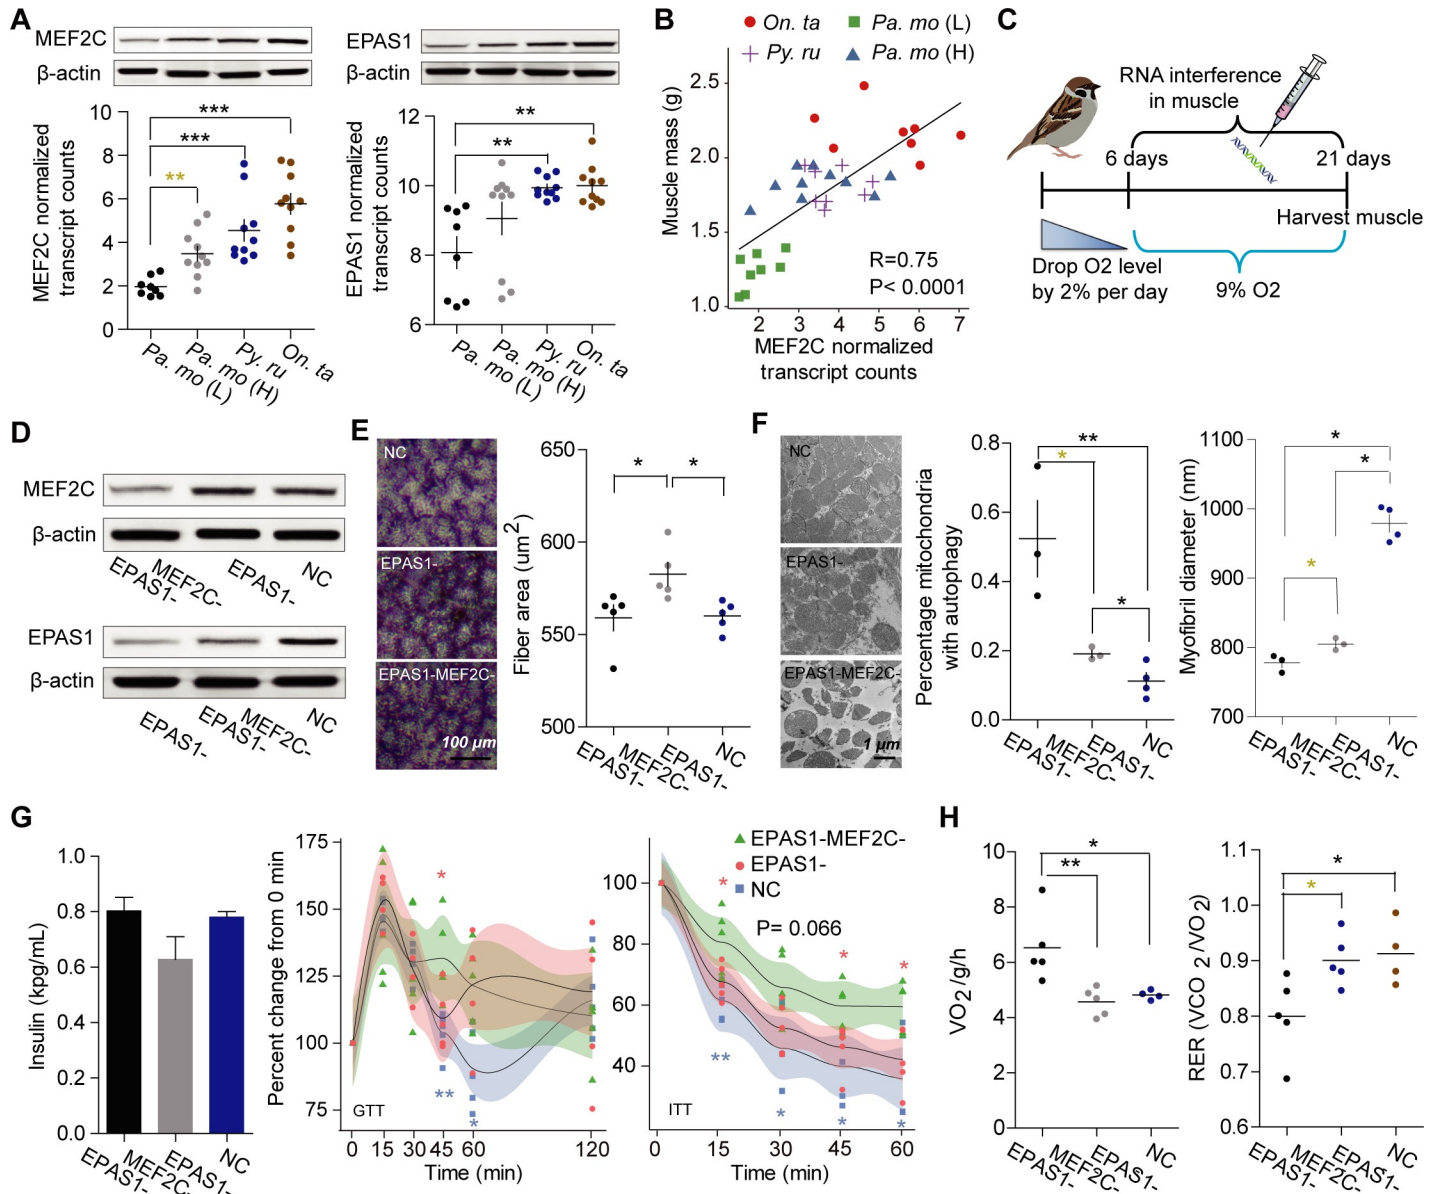 A
MEF2C
β-actin
MEF2C normalized
transcript counts
10
8
6
4
2
0
***
***
**
Pa. mo (L)
Pa. mo (H)
Py. ru
On. ta
EPAS1
β-actin
EPAS1 normalized
transcript counts
12
10
8
6
**
**
Pa. mo (L)
Pa. mo (H)
Py. ru
On. ta
B
On. ta
Pa. mo (L)
Py. ru
Pa. mo (H)
Muscle mass (g)
2.5
2.0
1.5
1.0
R=0.75
P< 0.0001
2 3 4 5 6 7
MEF2C normalized
transcript counts
C
RNA interference
in muscle
6 days
21 days
Harvest muscle
Drop O2 level
by 2% per day
9% O2
D
MEF2C
β-actin
EPAS1-
MEF2C-
EPAS1-
NC
EPAS1
β-actin
EPAS1-
EPAS1-
MEF2C-
NC
E
NC
EPAS1-
EPAS1-MEF2C-
100 μm
Fiber area (um2)
650
600
550
500
* *
EPAS1-
MEF2C-
EPAS1-
NC
F
NC
EPAS1-
EPAS1-MEF2C-
1 μm
Percentage mitochondria
with autophagy
0.8
0.6
0.4
0.2
0.0
**
*
*
EPAS1-
MEF2C-
EPAS1-
NC
Myofibril diameter (nm)
1100
1000
900
800
700
*
*
*
EPAS1-
MEF2C-
EPAS1-
NC
G
Insulin (kpg/mL)
1.0
0.8
0.6
0.4
0.2
0.0
EPAS1-
MEF2C-
EPAS1-
NC
Percent change from 0 min
175
150
125
100
75
*
**
*
GTT
0 15 30 45 60 120
Time (min)
EPAS1-MEF2C-
EPAS1-
NC
P= 0.066
100
80
60
40
*
*
*
**
*
*
*
ITT
0 15 30 45 60
Time (min)
H
VO2/g/h
10
8
6
4
2
0
*
**
EPAS1-
MEF2C-
EPAS1-
NC
RER (VCO2/VO2)
1.1
1.0
0.9
0.8
0.7
0.6
*
*
EPAS1-
MEF2C-
EPAS1-
NC